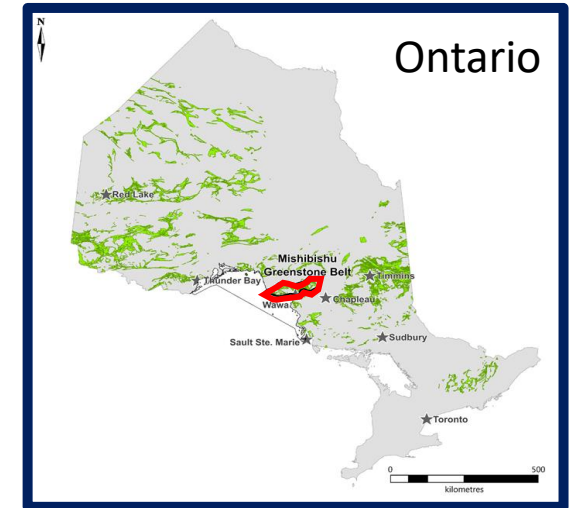 N
Ontario
Red Lake
Mishibishu
Greenstone Belt
Thunder Bay
Timmins
Chapleau
Wawa
Sault Ste. Marie
Sudbury
Toronto
0 500
kilometres